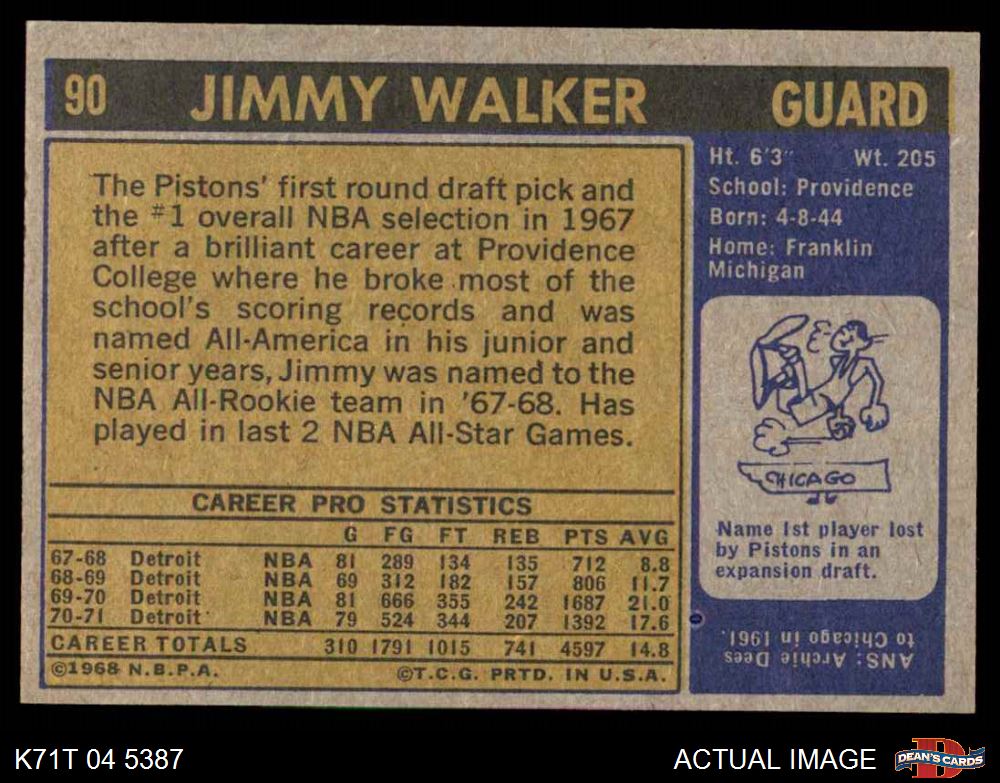 90 JIMMY WALKER GUARD
The Pistons' first round draft pick and
the #1 overall NBA selection in 1967
after a brilliant career at Providence
College where he broke most of the
school's scoring records and was
named All-America in his junior and
senior years, Jimmy was named to the
NBA All-Rookie team in '67-68. Has
played in last 2 NBA All-Star Games.
CAREER PRO STATISTICS
G FG FT REB PTS AVG
67-68 Detroit NBA 81 289 134 135 712 8.8
68-69 Detroit NBA 69 312 182 157 806 11.7
69-70 Detroit NBA 81 666 355 242 1687 21.0
70-71 Detroit NBA 79 524 344 207 1392 17.6
CAREER TOTALS 310 1791 1015 741 4597 14.8
©1968 N.B.P.A. ©T.C.G. PRTD. IN U.S.A.
Ht. 6'3" Wt. 205
School: Providence
Born: 4-8-44
Home: Franklin
Michigan
CHICAGO
Name 1st player lost
by Pistons in an
expansion draft.
ANS: Archie Dees
to Chicago in 1961.
K71T 04 5387 ACTUAL IMAGE
D
DEAN'S CARDS